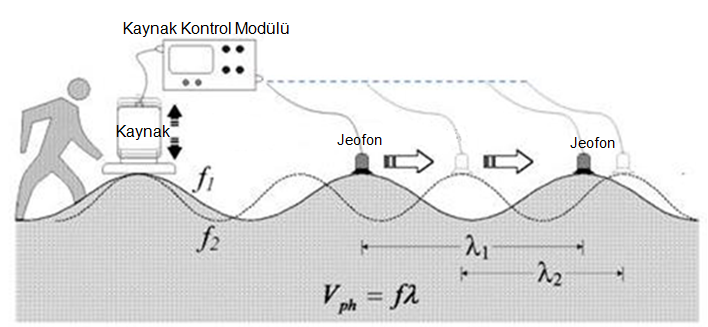 Kaynak Kontrol Modülü
Kaynak
Jeofon
Jeofon
f1
f2
λ1
λ2
Vph = fλ